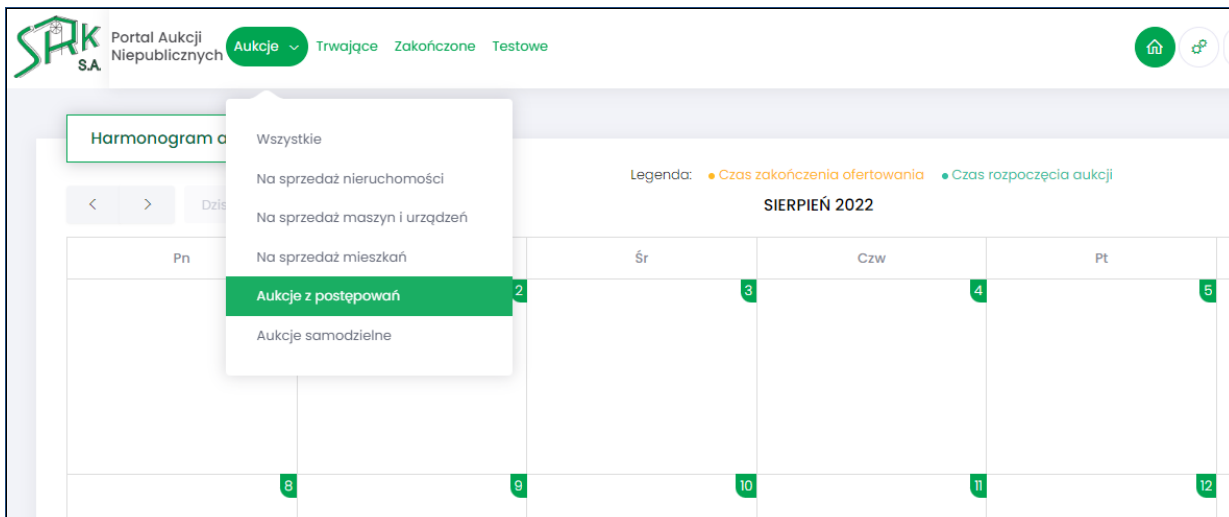 SRK
S.A.
Portal Aukcji
Niepublicznych
Aukcje
Trwające
Zakończone
Testowe
Harmonogram a
Wszystkie
Na sprzedaż nieruchomości
Na sprzedaż maszyn i urządzeń
Na sprzedaż mieszkań
Aukcje z postępowań
Aukcje samodzielne
Legenda: • Czas zakończenia ofertowania • Czas rozpoczęcia aukcji
Dzis
SIERPIEŃ 2022
Pn Śr Czw Pt
2 3 4 5
8 9 10 11 12